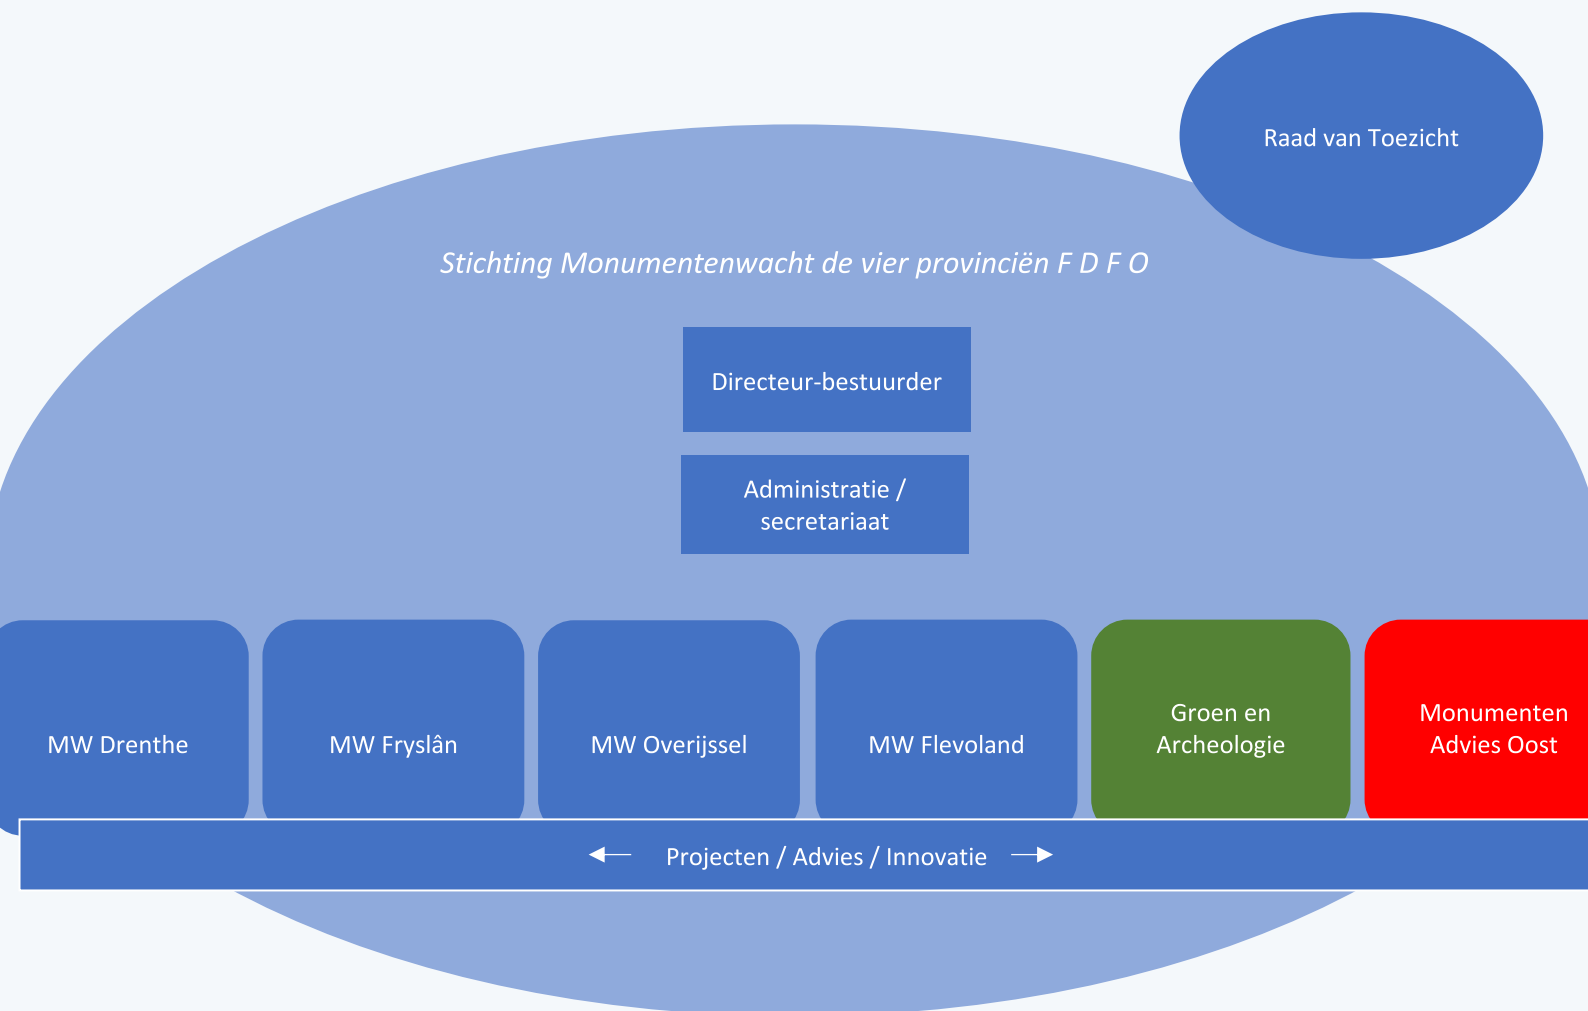 Raad van Toezicht
Stichting Monumentenwacht de vier provinciën F D F O
Directeur-bestuurder
Administratie /
secretariaat
MW Drenthe
MW Fryslân
MW Overijssel
MW Flevoland
Groen en
Archeologie
Monumenten
Advies Oost
Projecten / Advies / Innovatie